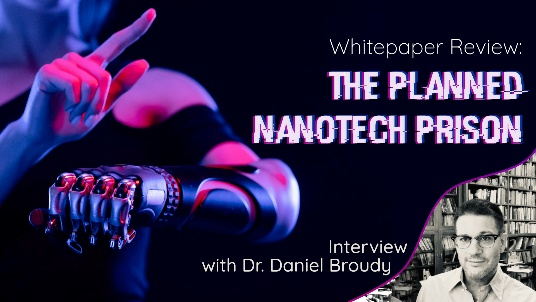 Whitepaper Review:
THE PLANNED
NANOTECH PRISON
Interview
with Dr. Daniel Broudy